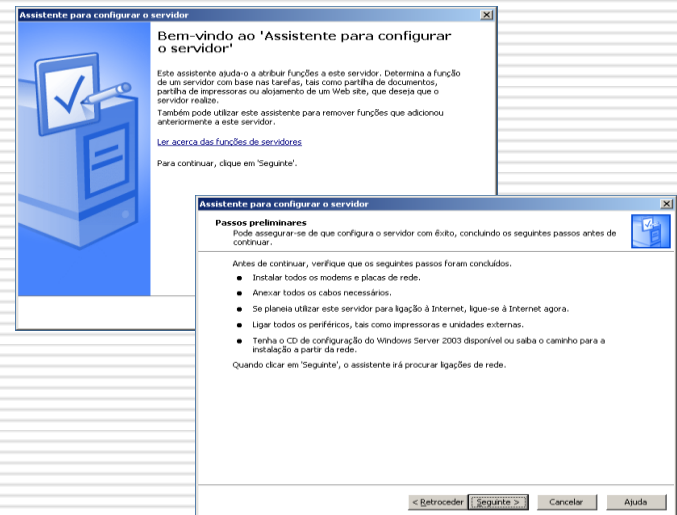 Assistente para configurar o servidor
Bem-vindo ao 'Assistente para configurar
o servidor'
Este assistente ajuda-o a atribuir funções a este servidor. Determina a função
de um servidor com base nas tarefas, tais como partilha de documentos,
partilha de impressoras ou alojamento de um Web site, que deseja que o
servidor realize.
Também pode utilizar este assistente para remover funções que adicionou
anteriormente a este servidor.
Ler acerca das funções de servidores
Para continuar, clique em 'Seguinte'.
Assistente para configurar o servidor
Passos preliminares
Pode assegurar-se de que configura o servidor com êxito, concluindo os seguintes passos antes de
continuar.
Antes de continuar, verifique que os seguintes passos foram concluídos.
• Instalar todos os modems e placas de rede.
• Anexar todos os cabos necessários.
• Se planeia utilizar este servidor para ligação à Internet, ligue-se à Internet agora.
• Ligar todos os periféricos, tais como impressoras e unidades externas.
• Tenha o CD de configuração do Windows Server 2003 disponível ou saiba o caminho para a
instalação a partir da rede.
Quando clicar em 'Seguinte', o assistente irá procurar ligações de rede.
< Retroceder Seguinte > Cancelar Ajuda